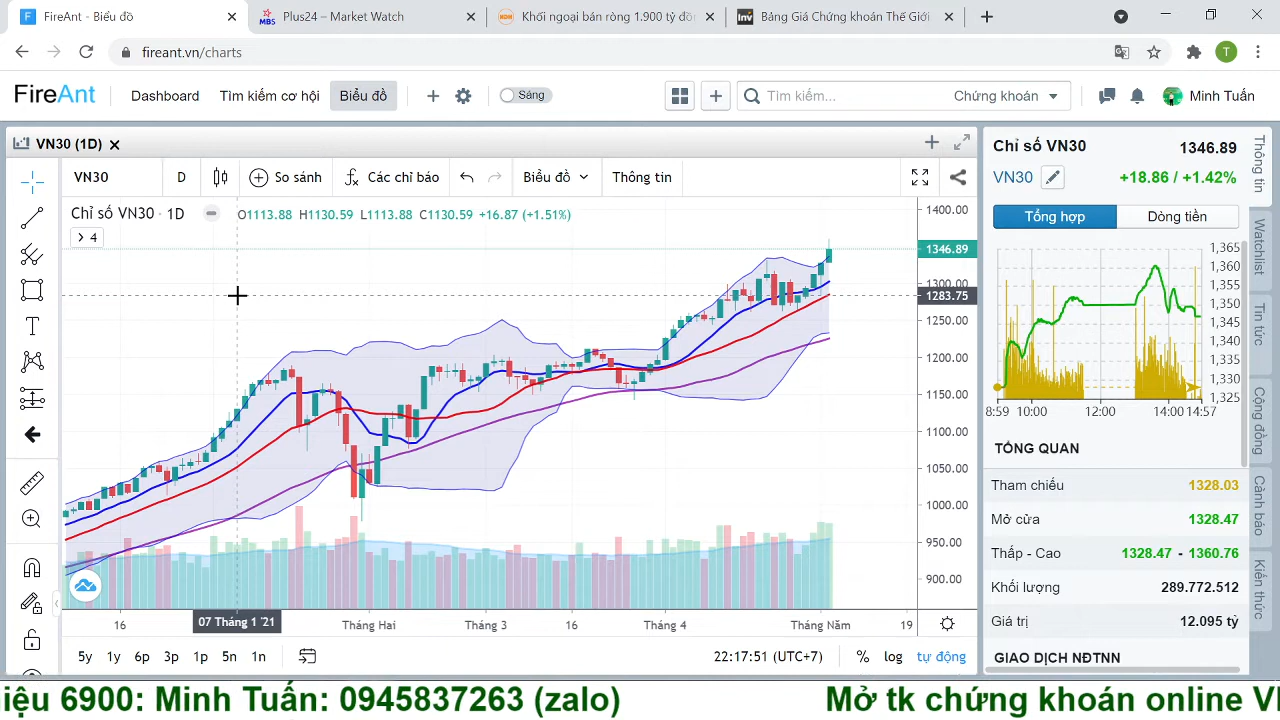 FireAnt - Biểu đồ
MBS Plus24 – Market Watch
NDH Khối ngoại bán ròng 1.900 tỷ đồ
Inv Bảng Giá Chứng khoán Thế Giới
fireant.vn/charts
T
FireAnt Dashboard Tìm kiếm cơ hội Biểu đồ Sáng Tìm kiếm... Chứng khoán Minh Tuấn
VN30 (1D)
VN30 D So sánh Các chỉ báo Biểu đồ Thông tin
Chỉ số VN30 · 1D O1113.88 H1130.59 L1113.88 C1130.59 +16.87 (+1.51%)
4
1400.00
1346.89
1300.00
1283.75
1250.00
1200.00
1150.00
1100.00
1050.00
1000.00
950.00
900.00
16 07 Tháng 1 '21 Tháng Hai Tháng 3 16 Tháng 4 Tháng Năm 19
5y 1y 6p 3p 1p 5n 1n 22:17:51 (UTC+7) % log tự động
Chỉ số VN30 1346.89
VN30 +18.86 / +1.42%
Tổng hợp Dòng tiền
1,365
1,360
1,355
1,350
1,345
1,340
1,335
1,330
1,325
8:59 10:00 12:00 14:00 14:57
TỔNG QUAN
Tham chiếu 1328.03
Mở cửa 1328.47
Thấp - Cao 1328.47 - 1360.76
Khối lượng 289.772.512
Giá trị 12.095 tỷ
GIAO DỊCH NĐTNN
Thông tin
Watchlist
Tin tức
Cộng đồng
Cảnh báo
Kiến thức
hiệu 6900: Minh Tuấn: 0945837263 (zalo) Mở tk chứng khoán online V